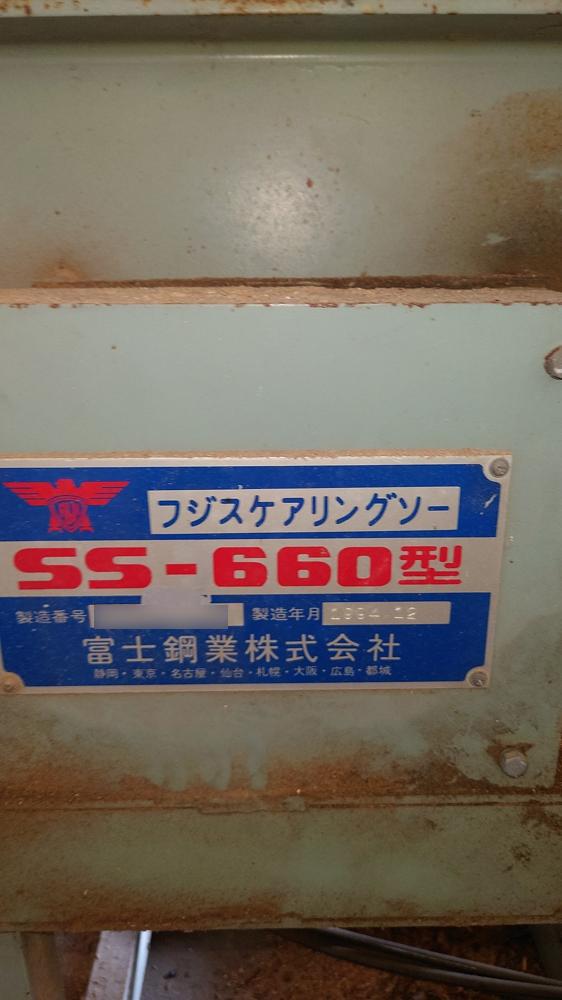 フジスケアリングソー
SS-660型
製造番号 製造年月 1994.12
富士鋼業株式会社
静岡・東京・名古屋・仙台・札幌・大阪・広島・都城